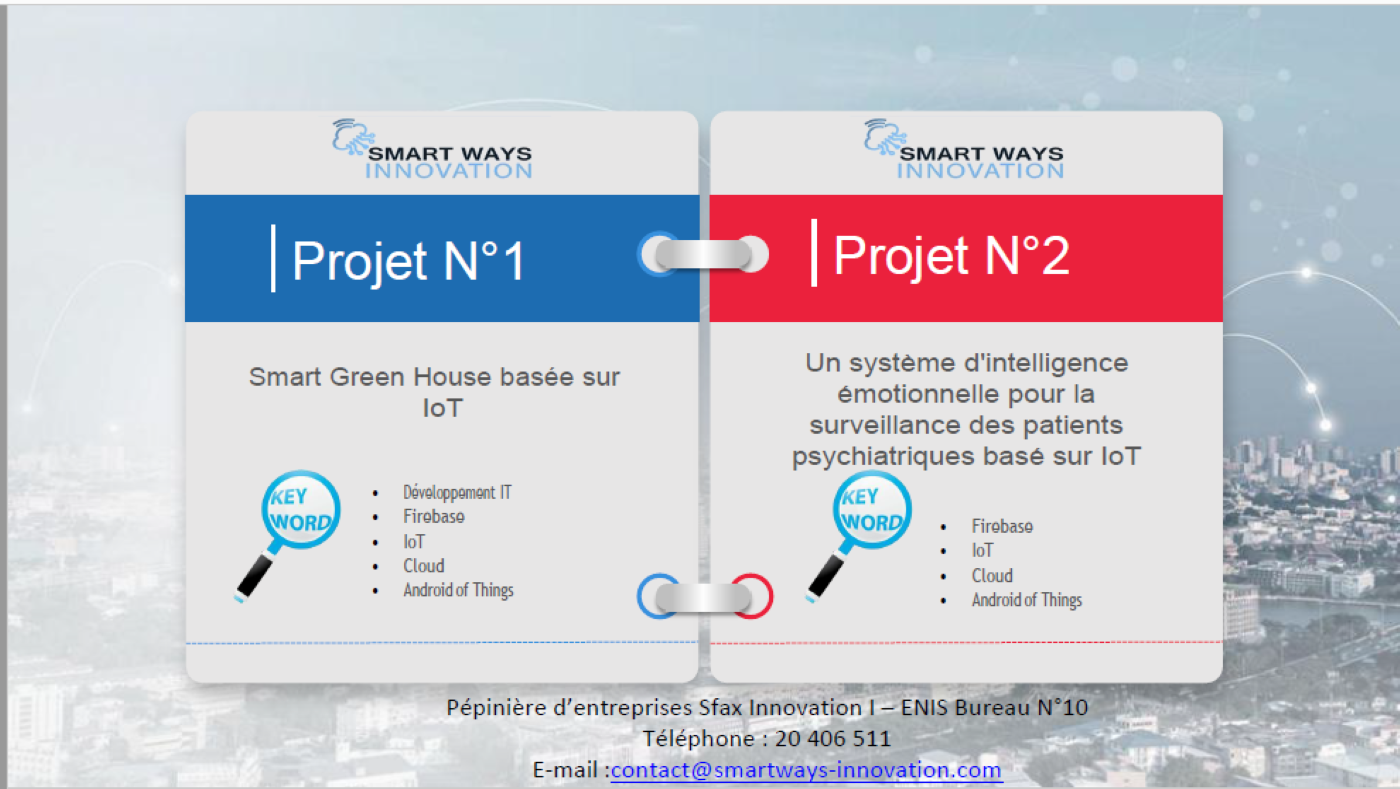 SMART WAYS
INNOVATION
Projet N°1
Smart Green House basée sur
IoT
KEY
WORD
• Développement IT
• Firebase
• IoT
• Cloud
• Android of Things
SMART WAYS
INNOVATION
Projet N°2
Un système d'intelligence
émotionnelle pour la
surveillance des patients
psychiatriques basé sur IoT
KEY
WORD
• Firebase
• IoT
• Cloud
• Android of Things
Pépinière d’entreprises Sfax Innovation I – ENIS Bureau N°10
Téléphone : 20 406 511
E-mail :contact@smartways-innovation.com